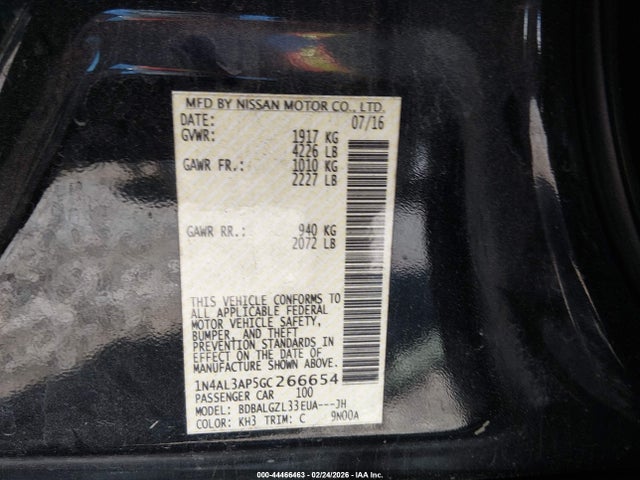 MFD BY NISSAN MOTOR CO., LTD.
DATE: 07/16
GVWR: 1917 KG
4226 LB
GAWR FR.: 1010 KG
2227 LB
GAWR RR.: 940 KG
2072 LB
THIS VEHICLE CONFORMS TO
ALL APPLICABLE FEDERAL
MOTOR VEHICLE SAFETY,
BUMPER, AND THEFT
PREVENTION STANDARDS IN
EFFECT ON THE DATE OF
MANUFACTURE SHOWN ABOVE.
1N4AL3AP5GC266654
PASSENGER CAR 100
MODEL: BDBALGZL33EUA---JH
COLOR: KH3 TRIM: C 9N00A
000-44466463 - 02/24/2026 - IAA Inc.